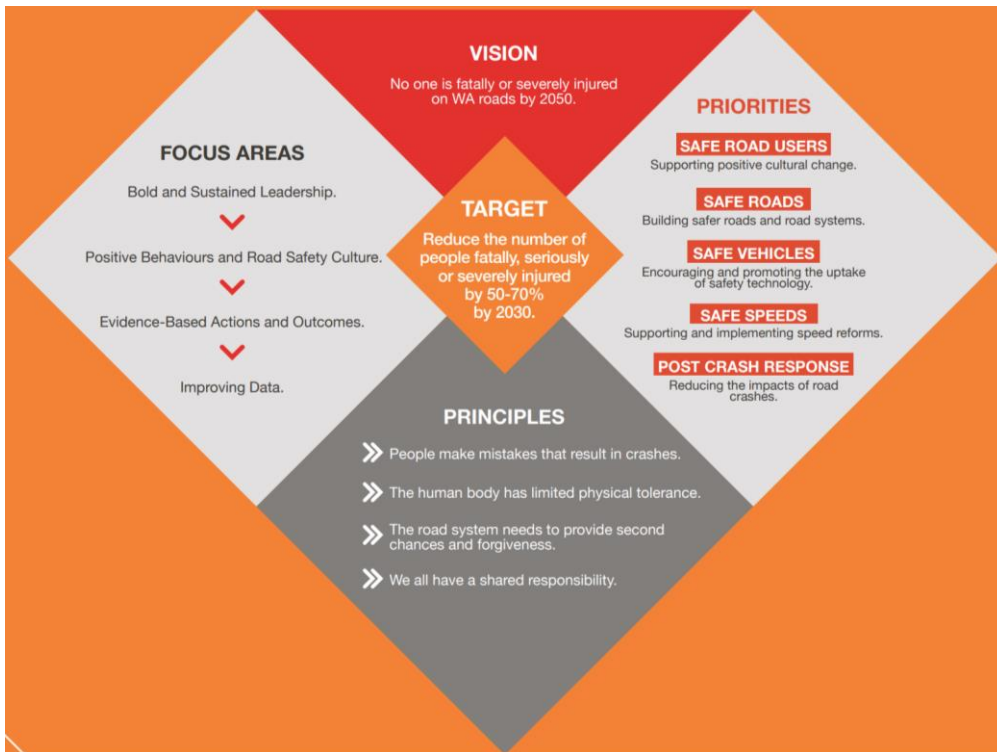 VISION
No one is fatally or severely injured
on WA roads by 2050.
FOCUS AREAS
Bold and Sustained Leadership.
Positive Behaviours and Road Safety Culture.
Evidence-Based Actions and Outcomes.
Improving Data.
TARGET
Reduce the number of
people fatally, seriously
or severely injured
by 50-70%
by 2030.
PRIORITIES
SAFE ROAD USERS
Supporting positive cultural change.
SAFE ROADS
Building safer roads and road systems.
SAFE VEHICLES
Encouraging and promoting the uptake
of safety technology.
SAFE SPEEDS
Supporting and implementing speed reforms.
POST CRASH RESPONSE
Reducing the impacts of road
crashes.
PRINCIPLES
People make mistakes that result in crashes.
The human body has limited physical tolerance.
The road system needs to provide second
chances and forgiveness.
We all have a shared responsibility.